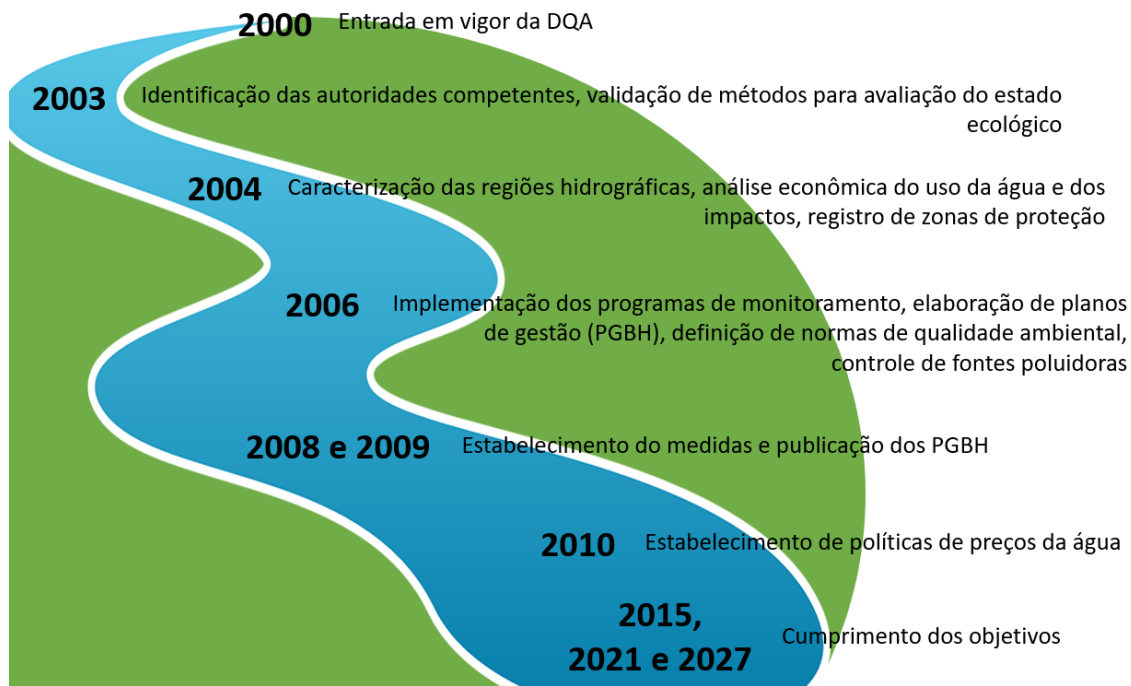 2000 Entrada em vigor da DQA
2003 Identificação das autoridades competentes, validação de métodos para avaliação do estado
ecológico
2004 Caracterização das regiões hidrográficas, análise econômica do uso da água e dos
impactos, registro de zonas de proteção
2006 Implementação dos programas de monitoramento, elaboração de planos
de gestão (PGBH), definição de normas de qualidade ambiental,
controle de fontes poluidoras
2008 e 2009 Estabelecimento do medidas e publicação dos PGBH
2010 Estabelecimento de políticas de preços da água
2015,
2021 e 2027
Cumprimento dos objetivos